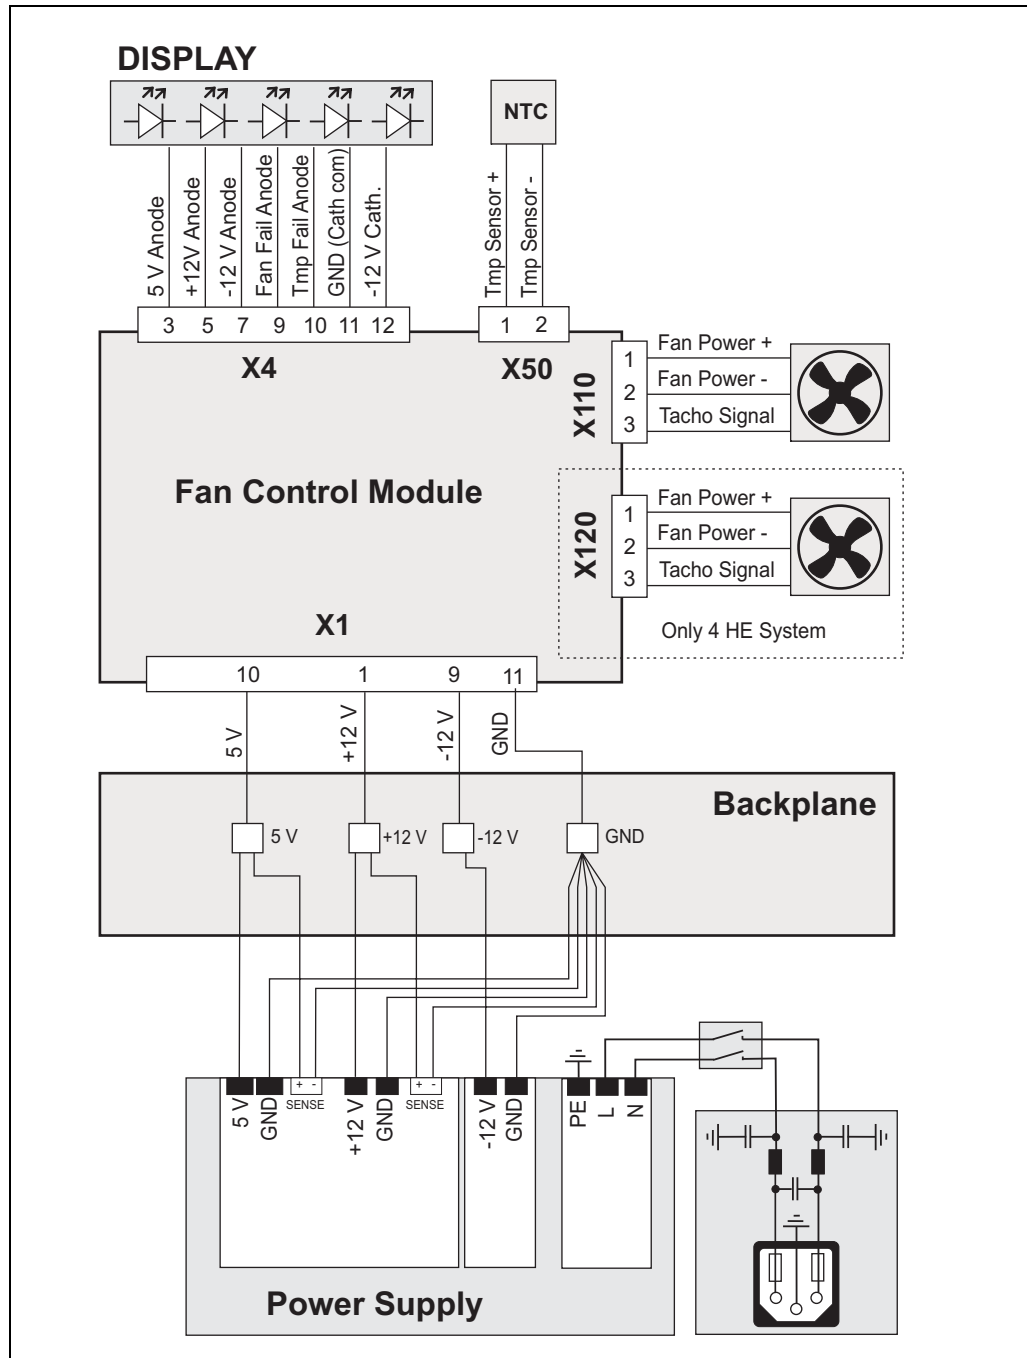 DISPLAY
NTC
5 V Anode
+12V Anode
-12 V Anode
Fan Fail Anode
Tmp Fail Anode
GND (Cath com)
-12 V Cath.
Tmp Sensor +
Tmp Sensor -
3 5 7 9 10 11 12
1 2
X4
X50
X110
1 Fan Power +
2 Fan Power -
3 Tacho Signal
Fan Control Module
X120
1 Fan Power +
2 Fan Power -
3 Tacho Signal
Only 4 HE System
X1
10 1 9 11
5 V
+12 V
-12 V
GND
Backplane
5 V
+12 V
-12 V
GND
+ -
SENSE
+ -
SENSE
5 V
GND
+12 V
GND
-12 V
GND
PE
L
N
Power Supply